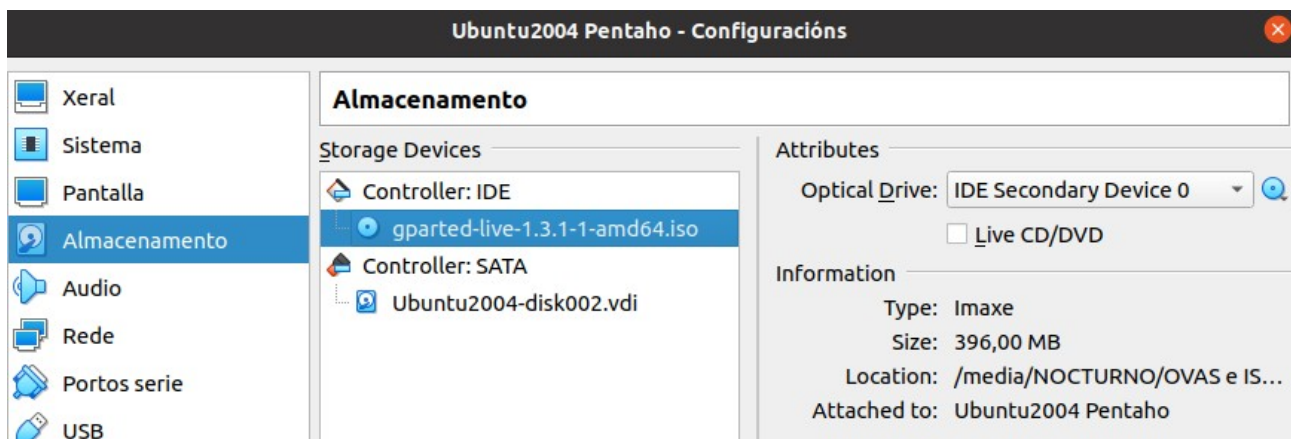 Ubuntu2004 Pentaho - Configuracións
Xeral
Sistema
Pantalla
Almacenamento
Audio
Rede
Portos serie
USB
Almacenamento
Storage Devices
Controller: IDE
gparted-live-1.3.1-1-amd64.iso
Controller: SATA
Ubuntu2004-disk002.vdi
Attributes
Optical Drive: IDE Secondary Device 0
Live CD/DVD
Information
Type: Imaxe
Size: 396,00 MB
Location: /media/NOCTURNO/OVAS e IS...
Attached to: Ubuntu2004 Pentaho